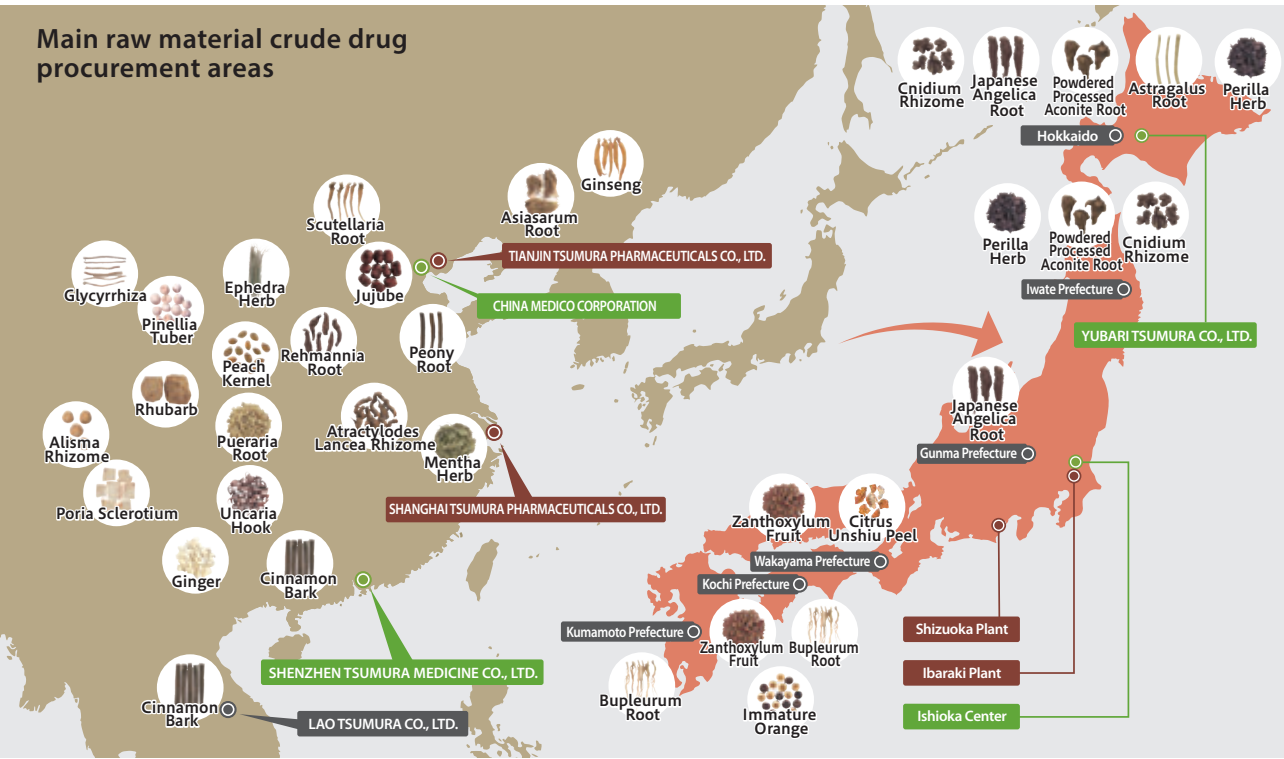 Main raw material crude drug
procurement areas
Cnidium
Rhizome
Japanese
Angelica
Root
Powdered
Processed
Aconite Root
Astragalus
Root
Perilla
Herb
Hokkaido
Ginseng
Asiasarum
Root
Scutellaria
Root
Perilla
Herb
Powdered
Processed
Aconite Root
Cnidium
Rhizome
TIANJIN TSUMURA PHARMACEUTICALS CO., LTD.
Glycyrrhiza
Ephedra
Herb
Jujube
CHINA MEDICO CORPORATION
Iwate Prefecture
Pinellia
Tuber
YUBARI TSUMURA CO., LTD.
Peach
Kernel
Rehmannia
Root
Peony
Root
Rhubarb
Japanese
Angelica
Root
Alisma
Rhizome
Pueraria
Root
Atractylodes
Lancea Rhizome
Mentha
Herb
Gunma Prefecture
Poria Sclerotium
Uncaria
Hook
SHANGHAI TSUMURA PHARMACEUTICALS CO., LTD.
Zanthoxylum
Fruit
Citrus
Unshiu Peel
Wakayama Prefecture
Ginger
Cinnamon
Bark
Kochi Prefecture
Kumamoto Prefecture
Zanthoxylum
Fruit
Bupleurum
Root
Shizuoka Plant
SHENZHEN TSUMURA MEDICINE CO., LTD.
Ibaraki Plant
Cinnamon
Bark
Bupleurum
Root
Immature
Orange
LAO TSUMURA CO., LTD.
Ishioka Center